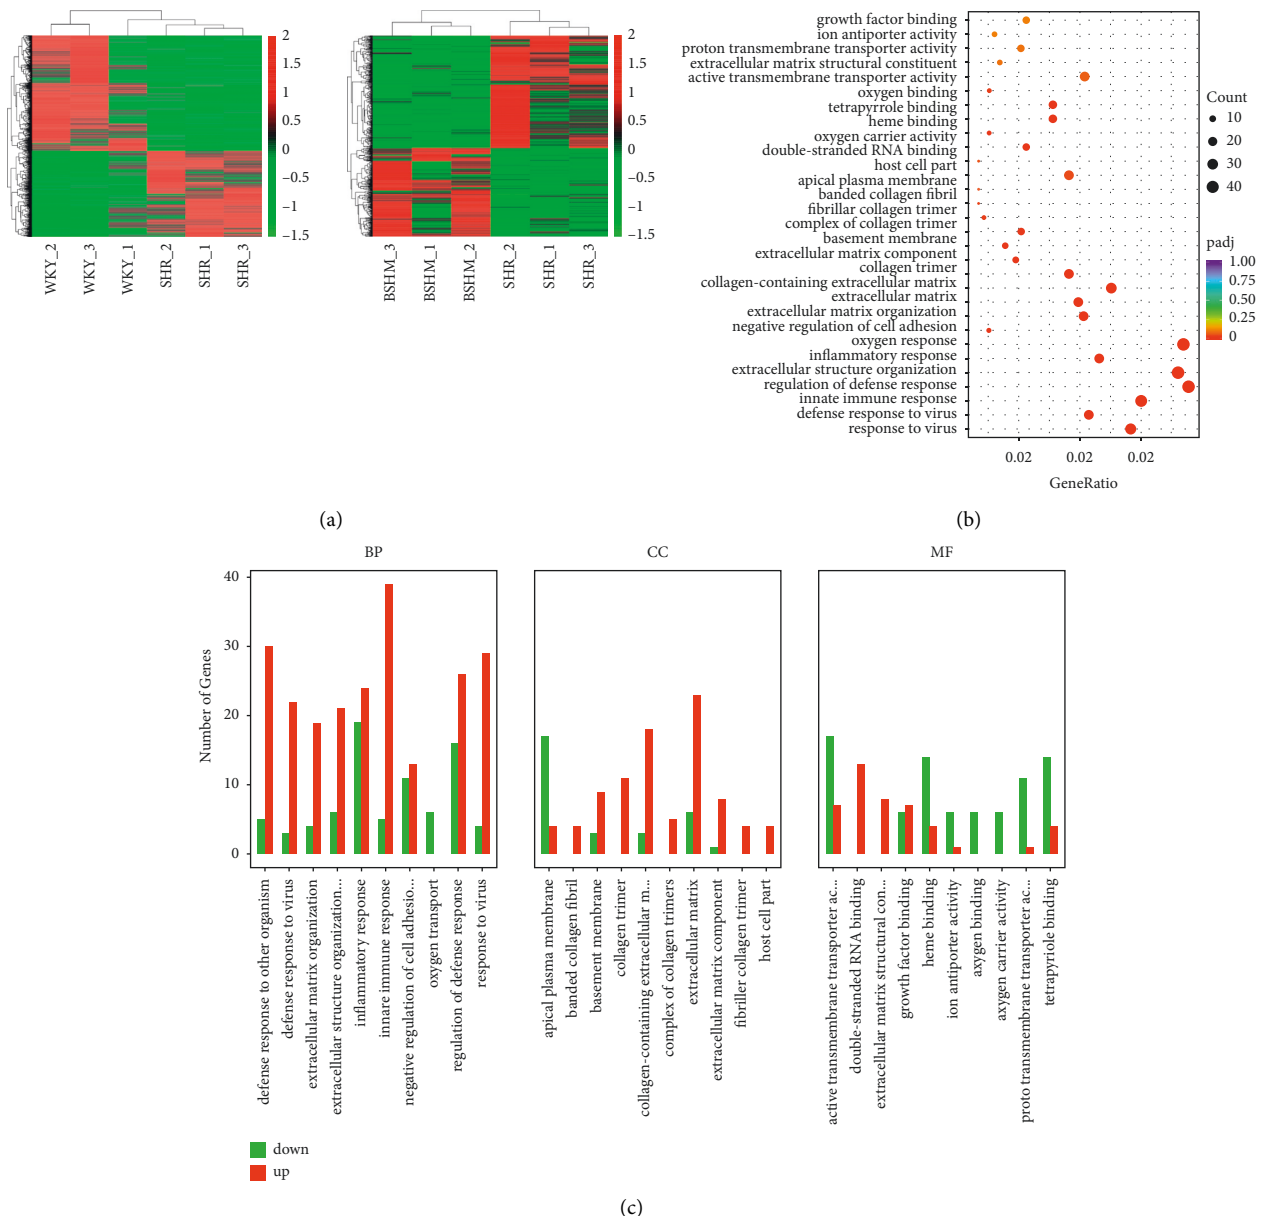 2
1
1.5
0.5
0
−0.5
−1
−1.5
WKY_2
WKY_3
WKY_1
SHR_2
SHR_1
SHR_3
2
1
1.5
0.5
0
−0.5
−1
−1.5
BSHM_3
BSHM_1
BSHM_2
SHR_2
SHR_1
SHR_3
(a)
growth factor binding
ion antiporter activity
proton transmembrane transporter activity
extracellular matrix structural constituent
active transmembrane transporter activity
oxygen binding
tetrapyrrole binding
heme binding
oxygen carrier activity
double-stranded RNA binding
host cell part
apical plasma membrane
banded collagen fibril
fibrillar collagen trimer
complex of collagen trimer
basement membrane
extracellular matrix component
collagen trimer
collagen-containing extracellular matrix
extracellular matrix
extracellular matrix organization
negative regulation of cell adhesion
oxygen response
inflammatory response
extracellular structure organization
regulation of defense response
innate immune response
defense response to virus
response to virus
0.02 0.02 0.02
GeneRatio
Count
10
20
30
40
padj
1.00
0.75
0.50
0.25
0
(b)
BP
CC
MF
Number of Genes
40
30
20
10
0
defense response to other organism
defense response to virus
extracellular matrix organization
extracellular structure organization...
inflammatory response
innare immune response
negative regulation of cell adhesio...
oxygen transport
regulation of defense response
response to virus
apical plasma membrane
banded collagen fibril
basement membrane
collagen trimer
collagen-containing extracellular m...
complex of collagen trimers
extracellular matrix
extracellular matrix component
fibriller collagen trimer
host cell part
active transmembrane transporter ac...
double-stranded RNA binding
extracellular matrix structural con...
growth factor binding
heme binding
ion antiporter activity
axygen binding
axygen carrier activity
proto transmembrane transporter ac...
tetrapyriole binding
down
up
(c)